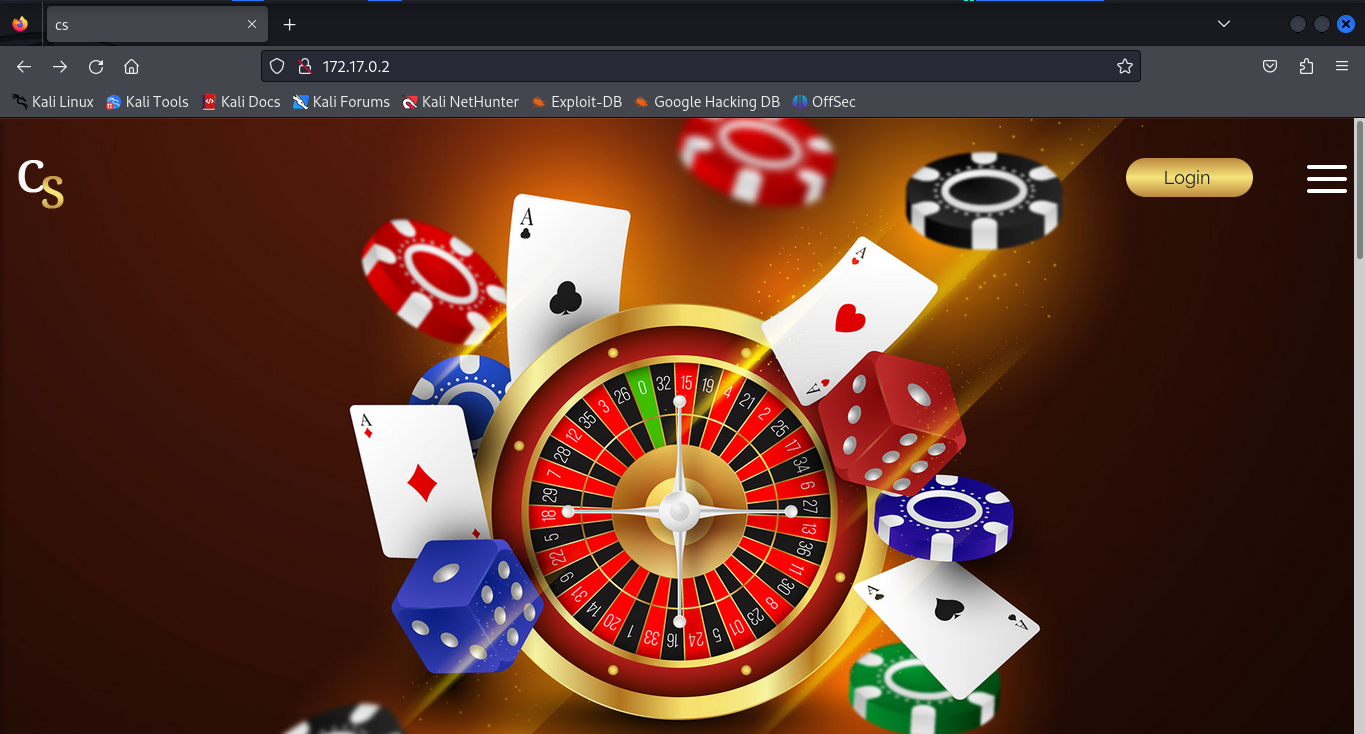 cs
172.17.0.2
Kali Linux Kali Tools Kali Docs Kali Forums Kali NetHunter Exploit-DB Google Hacking DB OffSec
Cs
Login
A
A
A
A
A
A
A
0 32 15 19 4 21 2 25 17 34 6 27 13 36 11 30 8 23 10 5 24 16 33 1 20 14 31 9 22 5 18 29 7 28 12 35 3 26